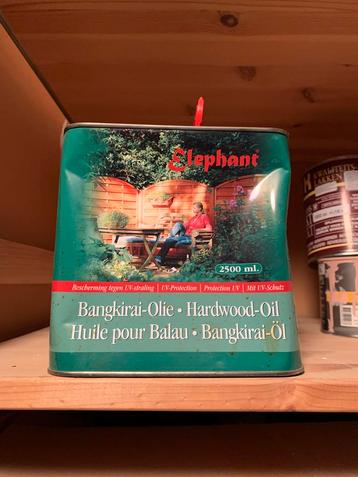 Elephant
2500 ml.
Bescherming tegen UV-straling | UV-Protection | Protection UV | Mit UV-Schutz
Bangkirai-Olie • Hardwood-Oil
Huile pour Balau • Bangkirai-Öl